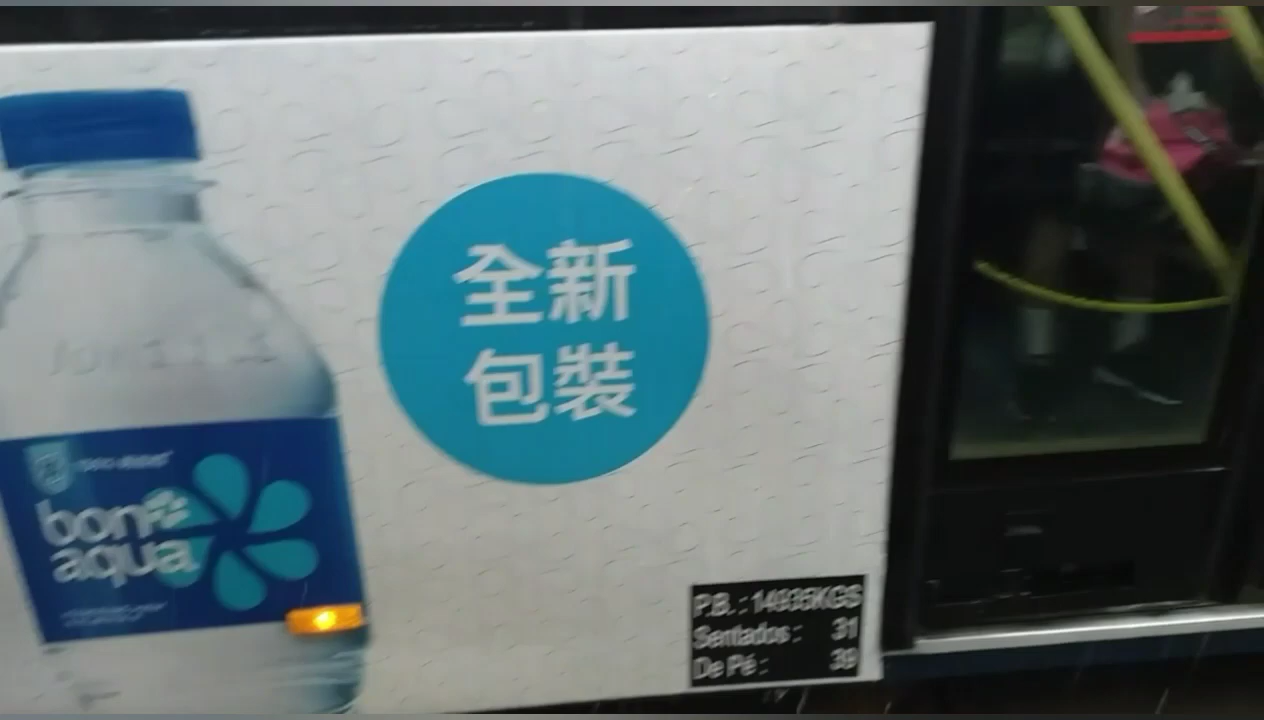 全新
包裝
bon
aqua
P.B. : 14935KGS
Sentados : 31
De Pé : 39